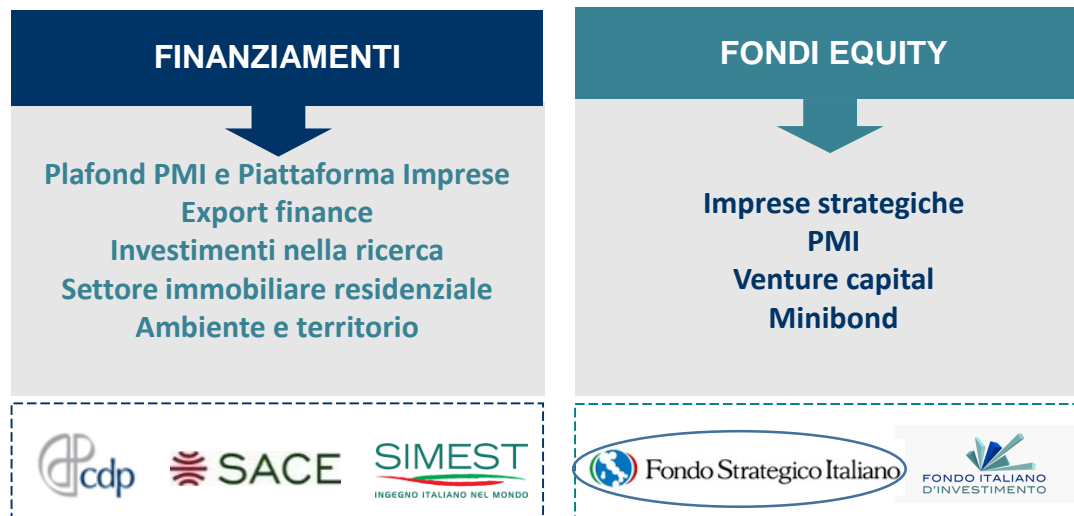 FINANZIAMENTI
Plafond PMI e Piattaforma Imprese
Export finance
Investimenti nella ricerca
Settore immobiliare residenziale
Ambiente e territorio
cdp
SACE
SIMEST
INGEGNO ITALIANO NEL MONDO
FONDI EQUITY
Imprese strategiche
PMI
Venture capital
Minibond
Fondo Strategico Italiano
FONDO ITALIANO
D'INVESTIMENTO